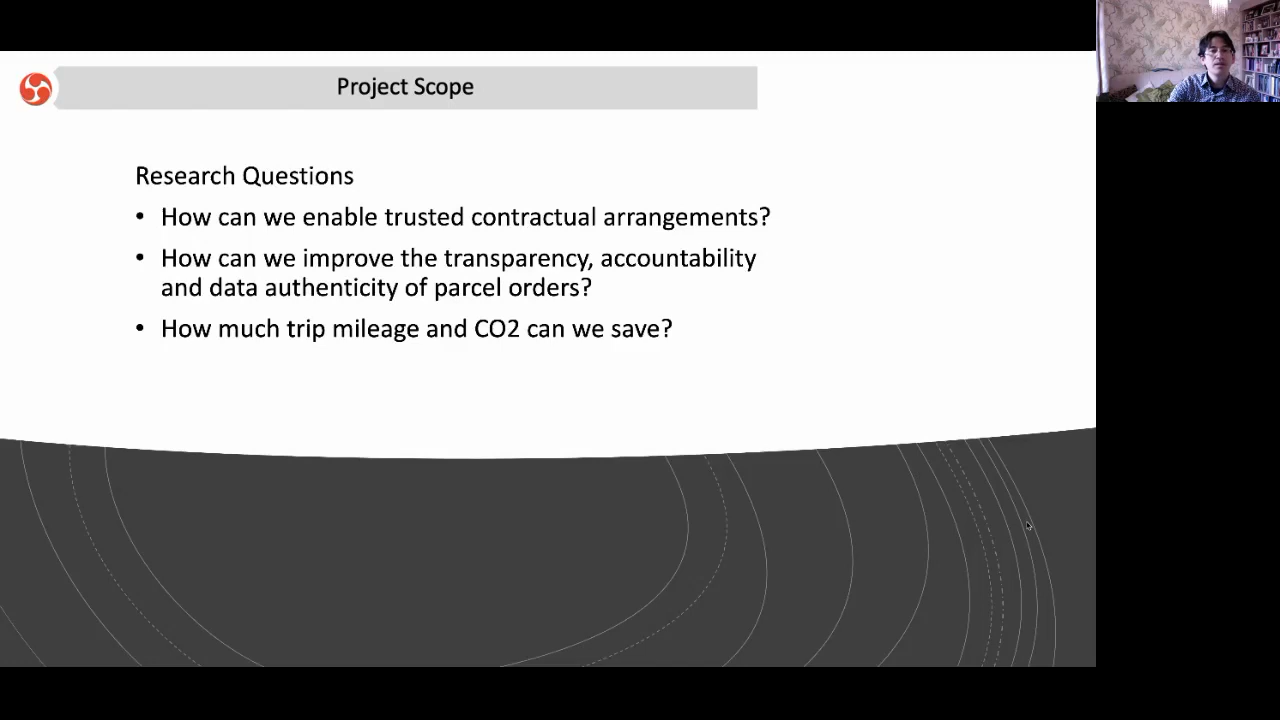 Project Scope
Research Questions
• How can we enable trusted contractual arrangements?
• How can we improve the transparency, accountability
and data authenticity of parcel orders?
• How much trip mileage and CO2 can we save?